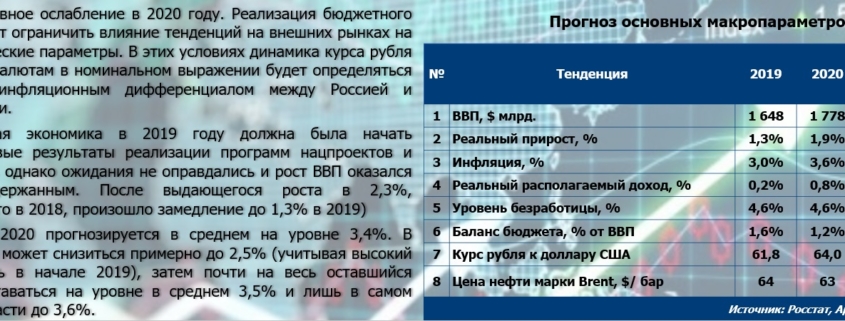 вное ослабление в 2020 году. Реализация бюджетного
т ограничить влияние тенденций на внешних рынках на
еские параметры. В этих условиях динамика курса рубля
алютам в номинальном выражении будет определяться
инфляционным дифференциалом между Россией и
и.
ая экономика в 2019 году должна была начать
вые результаты реализации программ нацпроектов и
однако ожидания не оправдались и рост ВВП оказался
держанным. После выдающегося роста в 2,3%,
го в 2018, произошло замедление до 1,3% в 2019)
2020 прогнозируется в среднем на уровне 3,4%. В
может снизиться примерно до 2,5% (учитывая высокий
ь в начале 2019), затем почти на весь оставшийся
таваться на уровне в среднем 3,5% и лишь в самом
асти до 3,6%.
Прогноз основных макропараметро
№ Тенденция 2019 2020
1 ВВП, $ млрд. 1 648 1 778
2 Реальный прирост, % 1,3% 1,9%
3 Инфляция, % 3,0% 3,6%
4 Реальный располагаемый доход, % 0,2% 0,8%
5 Уровень безработицы, % 4,6% 4,6%
6 Баланс бюджета, % от ВВП 1,6% 1,2%
7 Курс рубля к доллару США 61,8 64,0
8 Цена нефти марки Brent, $/ бар 64 63
Источник: Росстат, Ар